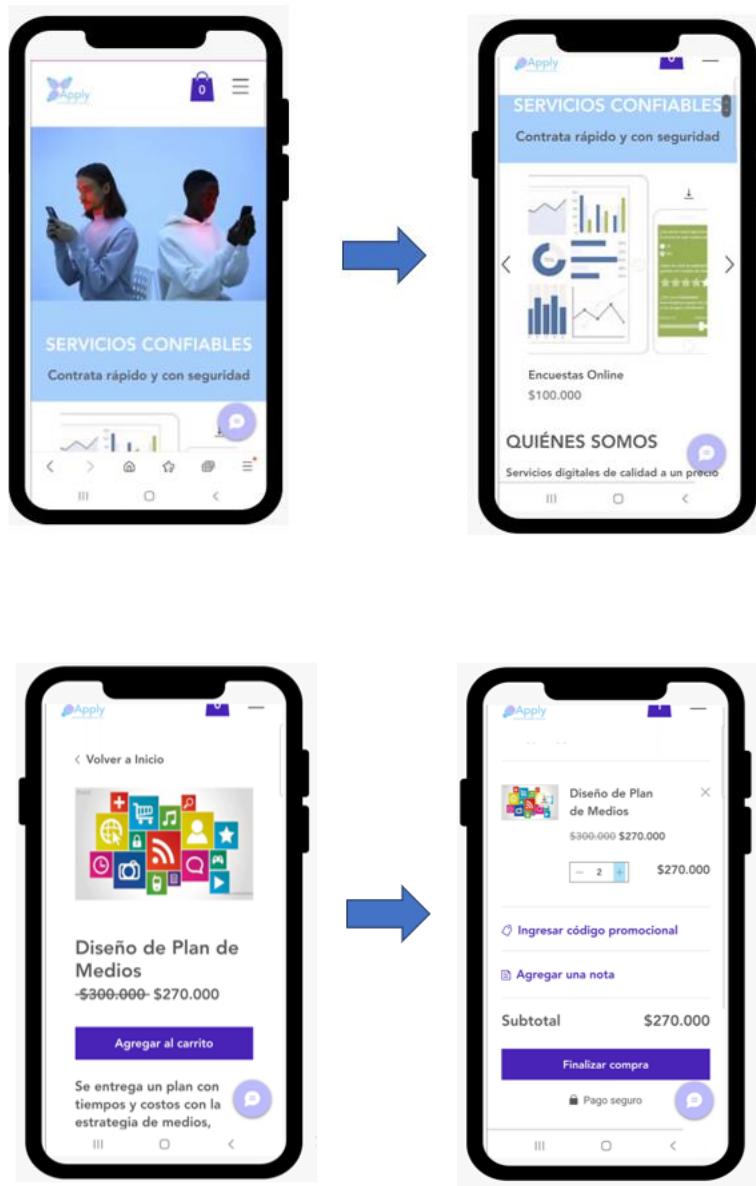 Apply
0
SERVICIOS CONFIABLES
Contrata rápido y con seguridad
Apply
0
SERVICIOS CONFIABLES
Contrata rápido y con seguridad
Encuestas Online
$100.000
QUIÉNES SOMOS
Servicios digitales de calidad a un precio
Apply
< Volver a Inicio
Diseño de Plan de
Medios
$300.000 $270.000
Agregar al carrito
Se entrega un plan con
tiempos y costos con la
estrategia de medios,
Apply
1
Diseño de Plan
de Medios
$300.000 $270.000
− 2 + $270.000
Ingresar código promocional
Agregar una nota
Subtotal $270.000
Finalizar compra
Pago seguro